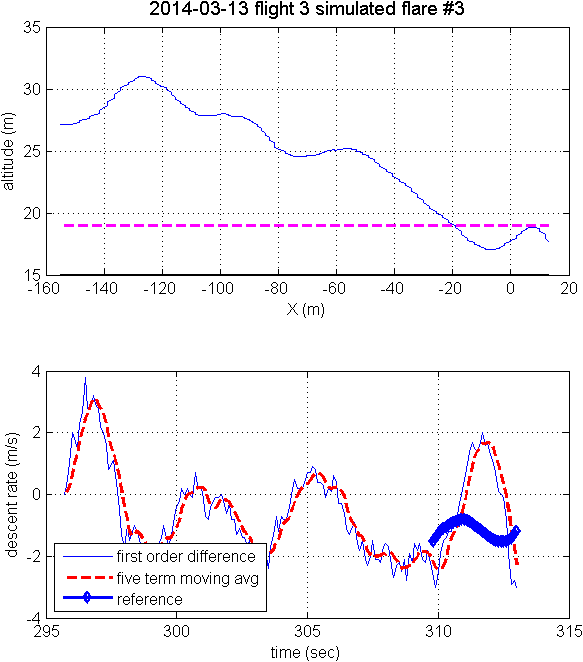 2014-03-13 flight 3 simulated flare #3
35
30
25
20
15
altitude (m)
-160 -140 -120 -100 -80 -60 -40 -20 0 20
X (m)
4
2
0
-2
-4
descent rate (m/s)
first order difference
five term moving avg
reference
295 300 305 310 315
time (sec)